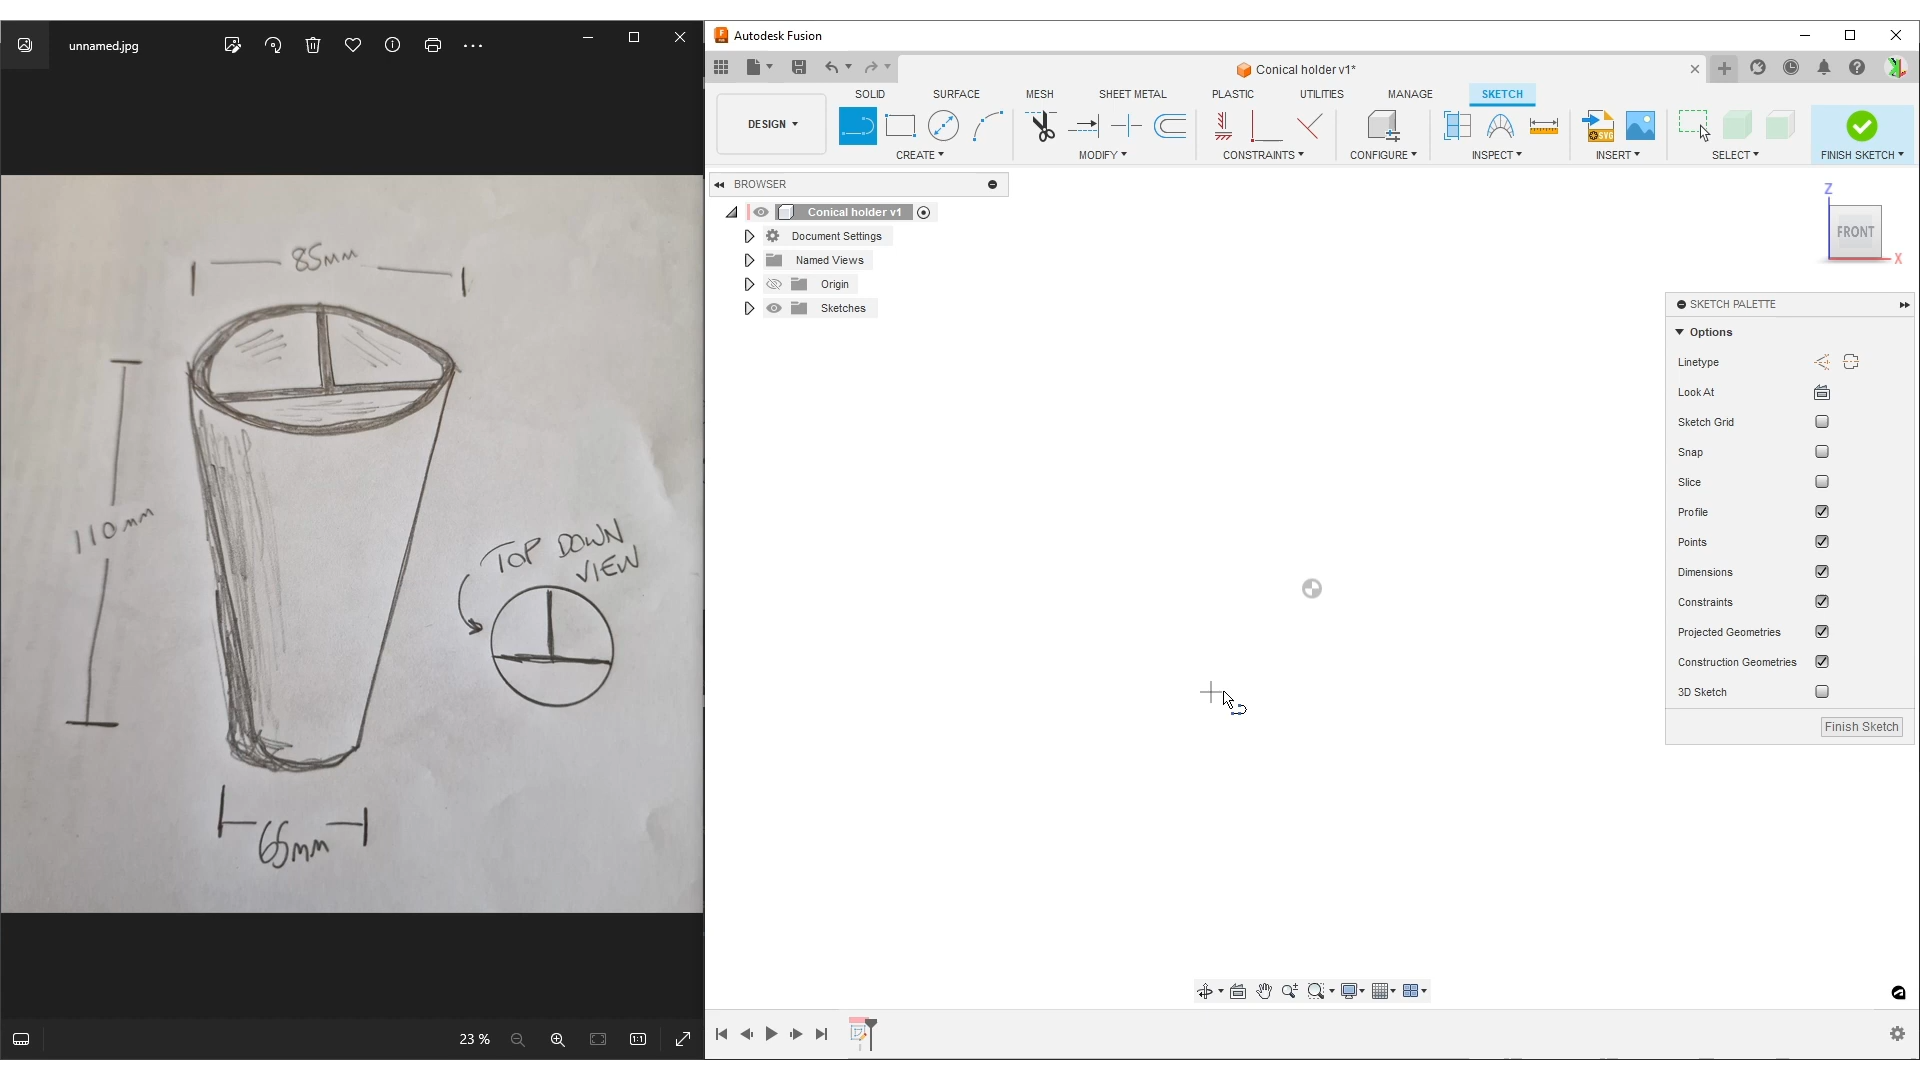 unnamed.jpg
85mm
110mm
TOP DOWN
VIEW
65mm
23 %
1:1
Autodesk Fusion
Conical holder v1*
SOLID SURFACE MESH SHEET METAL PLASTIC UTILITIES MANAGE SKETCH
DESIGN
SVG
CREATE MODIFY CONSTRAINTS CONFIGURE INSPECT INSERT SELECT FINISH SKETCH
BROWSER
Conical holder v1
Document Settings
Named Views
Origin
Sketches
Z
FRONT
X
SKETCH PALETTE
Options
Linetype
Look At
Sketch Grid
Snap
Slice
Profile
Points
Dimensions
Constraints
Projected Geometries
Construction Geometries
3D Sketch
Finish Sketch